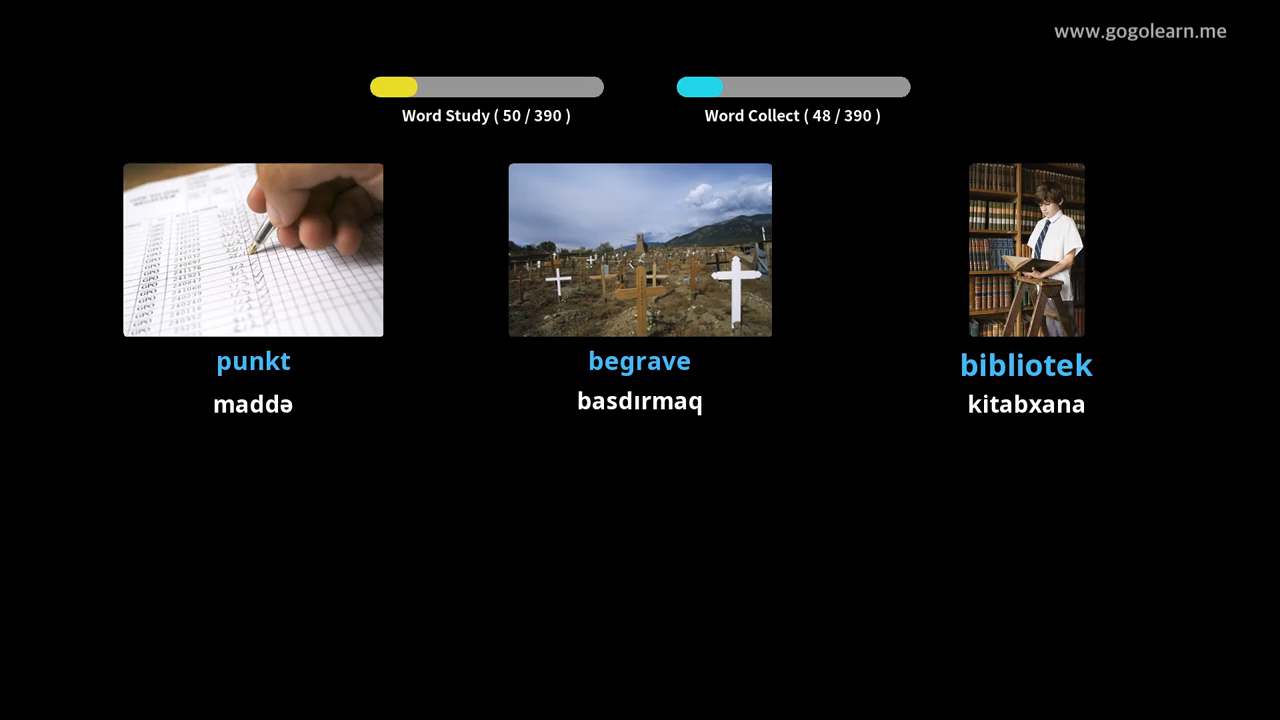 www.gogolearn.me
Word Study ( 50 / 390 )
Word Collect ( 48 / 390 )
punkt
begrave
bibliotek
maddə
basdırmaq
kitabxana